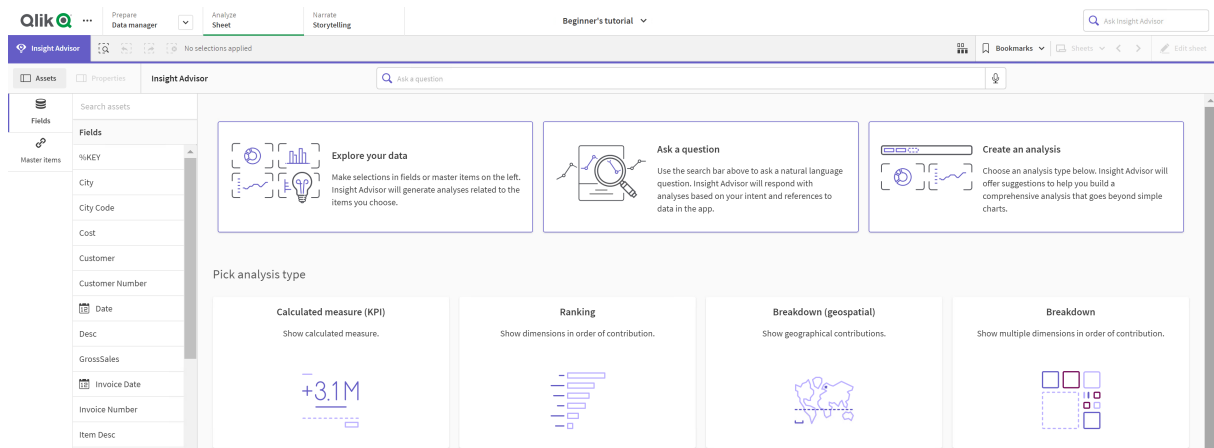 Qlik
Prepare
Data manager
Analyze
Sheet
Narrate
Storytelling
Beginner's tutorial
Ask Insight Advisor
Insight Advisor
No selections applied
Bookmarks
Sheets
Edit sheet
Assets
Properties
Insight Advisor
Ask a question
Fields
Master items
Search assets
Fields
%KEY
City
City Code
Cost
Customer
Customer Number
Date
Desc
GrossSales
Invoice Date
Invoice Number
Item Desc
Explore your data
Make selections in fields or master items on the left.
Insight Advisor will generate analyses related to the
items you choose.
Ask a question
Use the search bar above to ask a natural language
question. Insight Advisor will respond with
analyses based on your intent and references to
data in the app.
Create an analysis
Choose an analysis type below. Insight Advisor will
offer suggestions to help you build a
comprehensive analysis that goes beyond simple
charts.
Pick analysis type
Calculated measure (KPI)
Show calculated measure.
+3.1M
Ranking
Show dimensions in order of contribution.
Breakdown (geospatial)
Show geographical contributions.
Breakdown
Show multiple dimensions in order of contribution.